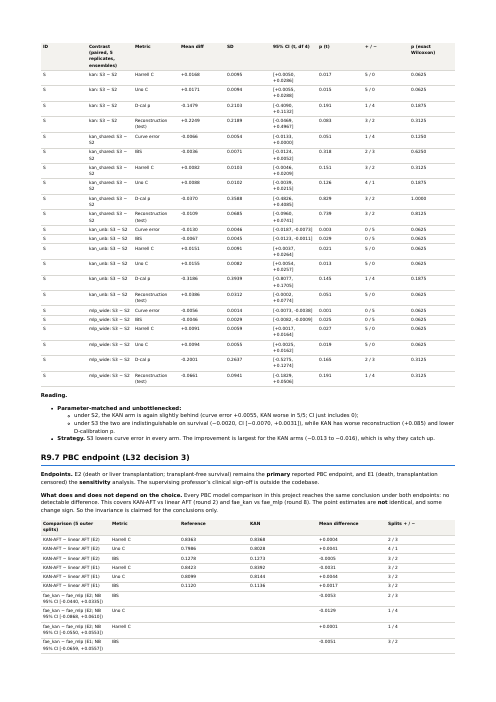 ID Contrast (paired, 5 replicates, ensembles) Metric Mean diff SD 95% CI (t, df 4) p (t) + / − p (exact Wilcoxon)
S kan: S3 − S2 Harrell C +0.0168 0.0095 [+0.0050, +0.0286] 0.017 5 / 0 0.0625
S kan: S3 − S2 Uno C +0.0171 0.0094 [+0.0055, +0.0288] 0.015 5 / 0 0.0625
S kan: S3 − S2 D-cal p -0.1479 0.2103 [-0.4090, +0.1132] 0.191 1 / 4 0.1875
S kan: S3 − S2 Reconstruction (test) +0.2249 0.2189 [-0.0469, +0.4967] 0.083 3 / 2 0.3125
S kan_shared: S3 − S2 Curve error -0.0066 0.0054 [-0.0133, +0.0000] 0.051 1 / 4 0.1250
S kan_shared: S3 − S2 IBS -0.0036 0.0071 [-0.0124, +0.0052] 0.318 2 / 3 0.6250
S kan_shared: S3 − S2 Harrell C +0.0082 0.0103 [-0.0046, +0.0209] 0.151 3 / 2 0.3125
S kan_shared: S3 − S2 Uno C +0.0088 0.0102 [-0.0039, +0.0215] 0.126 4 / 1 0.1875
S kan_shared: S3 − S2 D-cal p -0.0370 0.3588 [-0.4826, +0.4085] 0.829 3 / 2 1.0000
S kan_shared: S3 − S2 Reconstruction (test) -0.0109 0.0685 [-0.0960, +0.0741] 0.739 3 / 2 0.8125
S kan_unb: S3 − S2 Curve error -0.0130 0.0046 [-0.0187, -0.0073] 0.003 0 / 5 0.0625
S kan_unb: S3 − S2 IBS -0.0067 0.0045 [-0.0123, -0.0011] 0.029 0 / 5 0.0625
S kan_unb: S3 − S2 Harrell C +0.0151 0.0091 [+0.0037, +0.0264] 0.021 5 / 0 0.0625
S kan_unb: S3 − S2 Uno C +0.0155 0.0082 [+0.0054, +0.0257] 0.013 5 / 0 0.0625
S kan_unb: S3 − S2 D-cal p -0.3186 0.3939 [-0.8077, +0.1705] 0.145 1 / 4 0.1875
S kan_unb: S3 − S2 Reconstruction (test) +0.0386 0.0312 [-0.0002, +0.0774] 0.051 5 / 0 0.0625
S mlp_wide: S3 − S2 Curve error -0.0056 0.0014 [-0.0073, -0.0038] 0.001 0 / 5 0.0625
S mlp_wide: S3 − S2 IBS -0.0046 0.0029 [-0.0082, -0.0009] 0.025 0 / 5 0.0625
S mlp_wide: S3 − S2 Harrell C +0.0091 0.0059 [+0.0017, +0.0164] 0.027 5 / 0 0.0625
S mlp_wide: S3 − S2 Uno C +0.0094 0.0055 [+0.0025, +0.0162] 0.019 5 / 0 0.0625
S mlp_wide: S3 − S2 D-cal p -0.2001 0.2637 [-0.5275, +0.1274] 0.165 2 / 3 0.3125
S mlp_wide: S3 − S2 Reconstruction (test) -0.0661 0.0941 [-0.1829, +0.0506] 0.191 1 / 4 0.3125
Reading.
• Parameter-matched and unbottlenecked:
○ under S2, the KAN arm is again slightly behind (curve error +0.0055, KAN worse in 5/5; CI just includes 0);
○ under S3 the two are indistinguishable on survival (−0.0020, CI [−0.0070, +0.0031]), while KAN has worse reconstruction (+0.085) and lower
D-calibration p.
• Strategy. S3 lowers curve error in every arm. The improvement is largest for the KAN arms (−0.013 to −0.016), which is why they catch up.
R9.7 PBC endpoint (L32 decision 3)
Endpoints. E2 (death or liver transplantation; transplant-free survival) remains the primary reported PBC endpoint, and E1 (death, transplantation
censored) the sensitivity analysis. The supervising professor's clinical sign-off is outside the codebase.
What does and does not depend on the choice. Every PBC model comparison in this project reaches the same conclusion under both endpoints: no
detectable difference. This covers KAN-AFT vs linear AFT (round 2) and fae_kan vs fae_mlp (round 8). The point estimates are not identical, and some
change sign. So the invariance is claimed for the conclusions only.
Comparison (5 outer splits) Metric Reference KAN Mean difference Splits + / −
KAN-AFT − linear AFT (E2) Harrell C 0.8363 0.8368 +0.0004 2 / 3
KAN-AFT − linear AFT (E2) Uno C 0.7986 0.8028 +0.0041 4 / 1
KAN-AFT − linear AFT (E2) IBS 0.1278 0.1273 -0.0005 3 / 2
KAN-AFT − linear AFT (E1) Harrell C 0.8423 0.8392 -0.0031 3 / 2
KAN-AFT − linear AFT (E1) Uno C 0.8099 0.8144 +0.0044 3 / 2
KAN-AFT − linear AFT (E1) IBS 0.1120 0.1136 +0.0017 3 / 2
fae_kan − fae_mlp (E2; NB 95% CI [-0.0440, +0.0335]) IBS -0.0053 2 / 3
fae_kan − fae_mlp (E2; NB 95% CI [-0.0868, +0.0610]) Uno C -0.0129 1 / 4
fae_kan − fae_mlp (E2; NB 95% CI [-0.0550, +0.0553]) Harrell C +0.0001 1 / 4
fae_kan − fae_mlp (E1; NB 95% CI [-0.0659, +0.0557]) IBS -0.0051 3 / 2